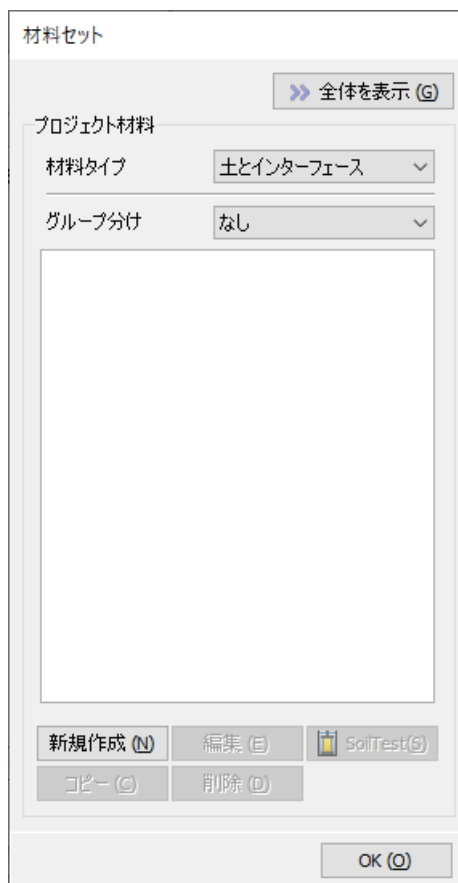 材料セット
全体を表示 (G)
プロジェクト材料
材料タイプ 土とインターフェース
グループ分け なし
新規作成 (N) 編集 (E) SoilTest(S)
コピー (C) 削除 (D)
OK (O)